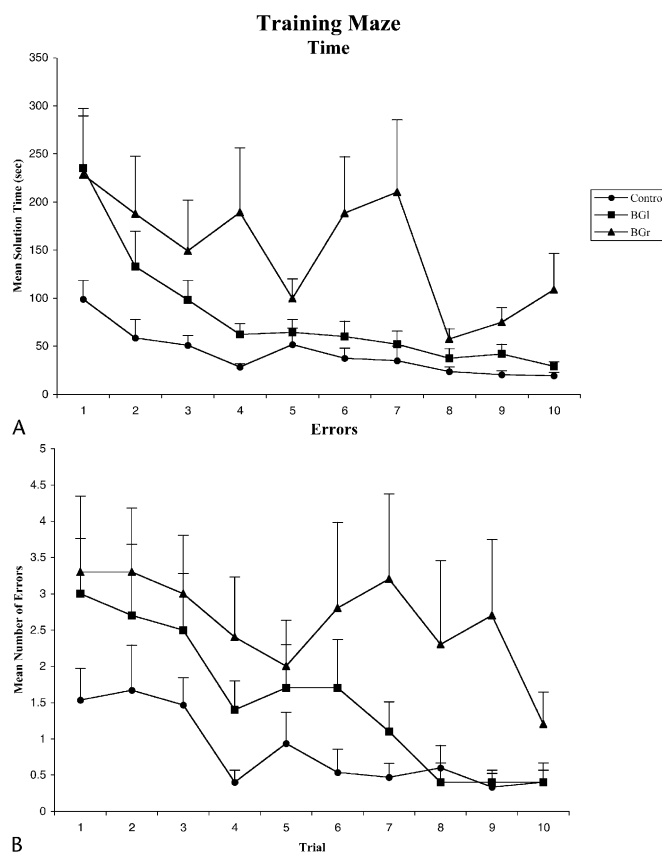 Training Maze
Time
350
300
250
200
150
100
50
0
Mean Solution Time (sec)
1 2 3 4 5 6 7 8 9 10
Contro
BGl
BGr
A
Errors
5
4.5
4
3.5
3
2.5
2
1.5
1
0.5
0
Mean Number of Errors
1 2 3 4 5 6 7 8 9 10
B
Trial